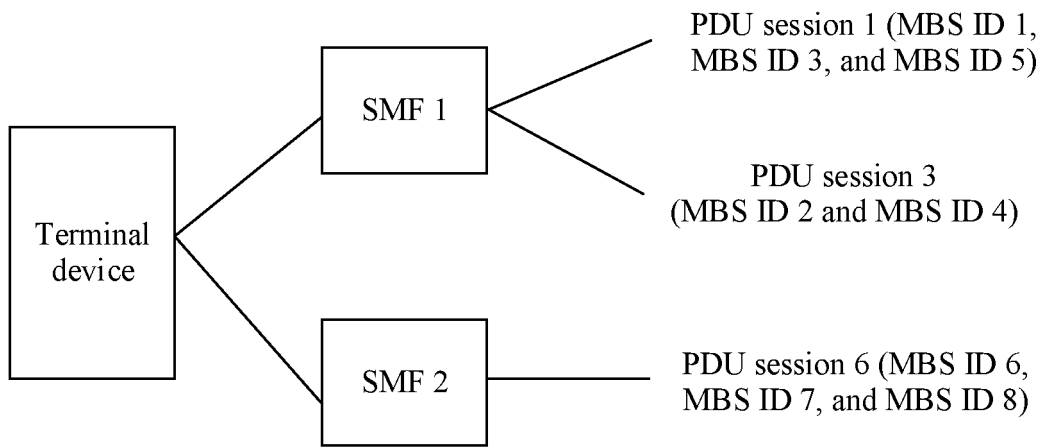 PDU session 1 (MBS ID 1,
MBS ID 3, and MBS ID 5)
SMF 1
PDU session 3
(MBS ID 2 and MBS ID 4)
Terminal
device
SMF 2
PDU session 6 (MBS ID 6,
MBS ID 7, and MBS ID 8)